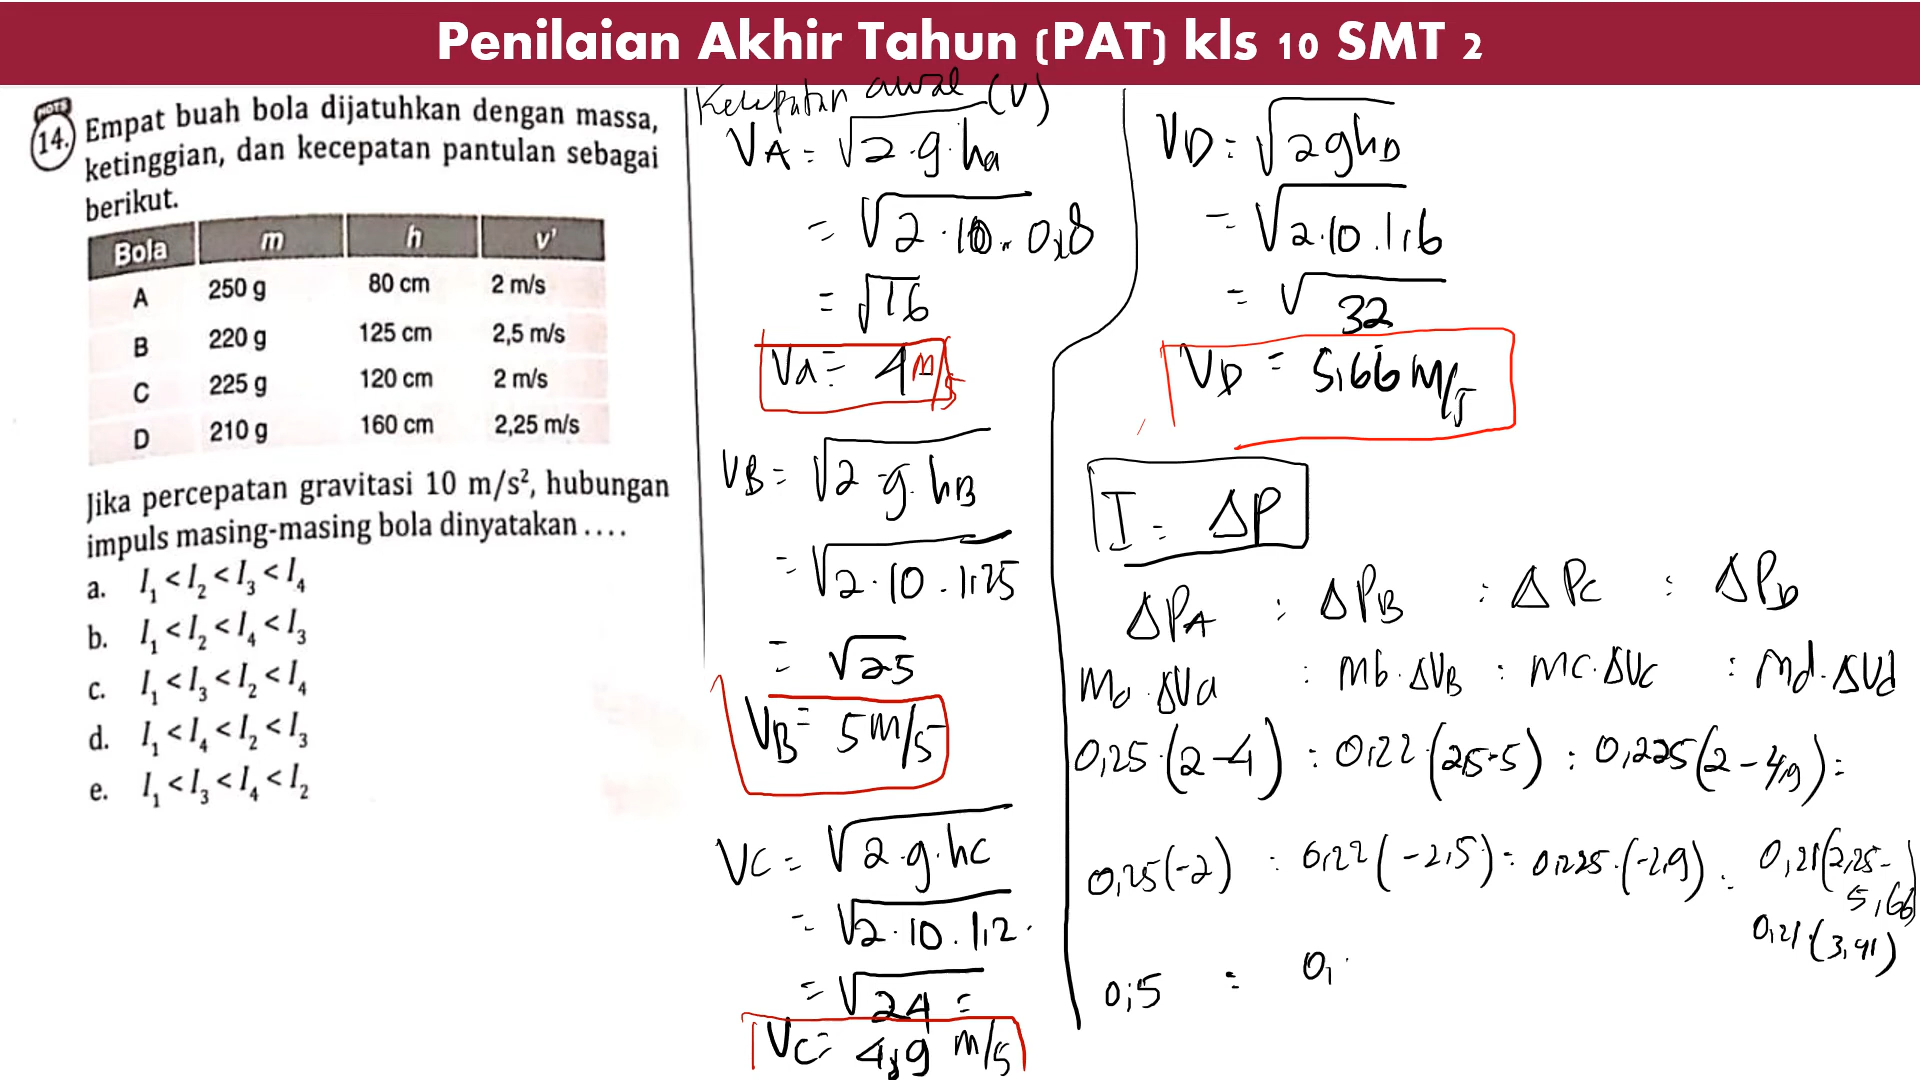 Penilaian Akhir Tahun (PAT) kls 10 SMT 2
HOTS
14. Empat buah bola dijatuhkan dengan massa,
ketinggian, dan kecepatan pantulan sebagai
berikut.
Bola m h v'
A 250 g 80 cm 2 m/s
B 220 g 125 cm 2,5 m/s
C 225 g 120 cm 2 m/s
D 210 g 160 cm 2,25 m/s
Jika percepatan gravitasi 10 m/s², hubungan
impuls masing-masing bola dinyatakan ....
a. I₁ < I₂ < I₃ < I₄
b. I₁ < I₂ < I₄ < I₃
c. I₁ < I₃ < I₂ < I₄
d. I₁ < I₄ < I₂ < I₃
e. I₁ < I₃ < I₄ < I₂
Kecepatan awal (v)
VA = √2·g·ha
= √2·10·0,8
= √16
Va = 4 m/s
VB = √2·g·hB
= √2·10·1,25
= √25
VB = 5 m/s
VC = √2·g·hc
= √2·10·1,2
= √24 =
VC = 4,9 m/s
VD = √2ghD
= √2·10·1,6
= √32
VD = 5,66 m/s
I = ΔP
ΔPA : ΔPB : ΔPC : ΔPD
Ma·ΔVa : Mb·ΔVB : MC·ΔVC : Md·ΔVd
0,25·(2-4) : 0,22(2,5-5) : 0,225(2-4,9) :
0,25(-2) : 0,22(-2,5) : 0,225·(-2,9) : 0,21(2,25-
5,66)
0,21·(3,41)
0,5 : 0,